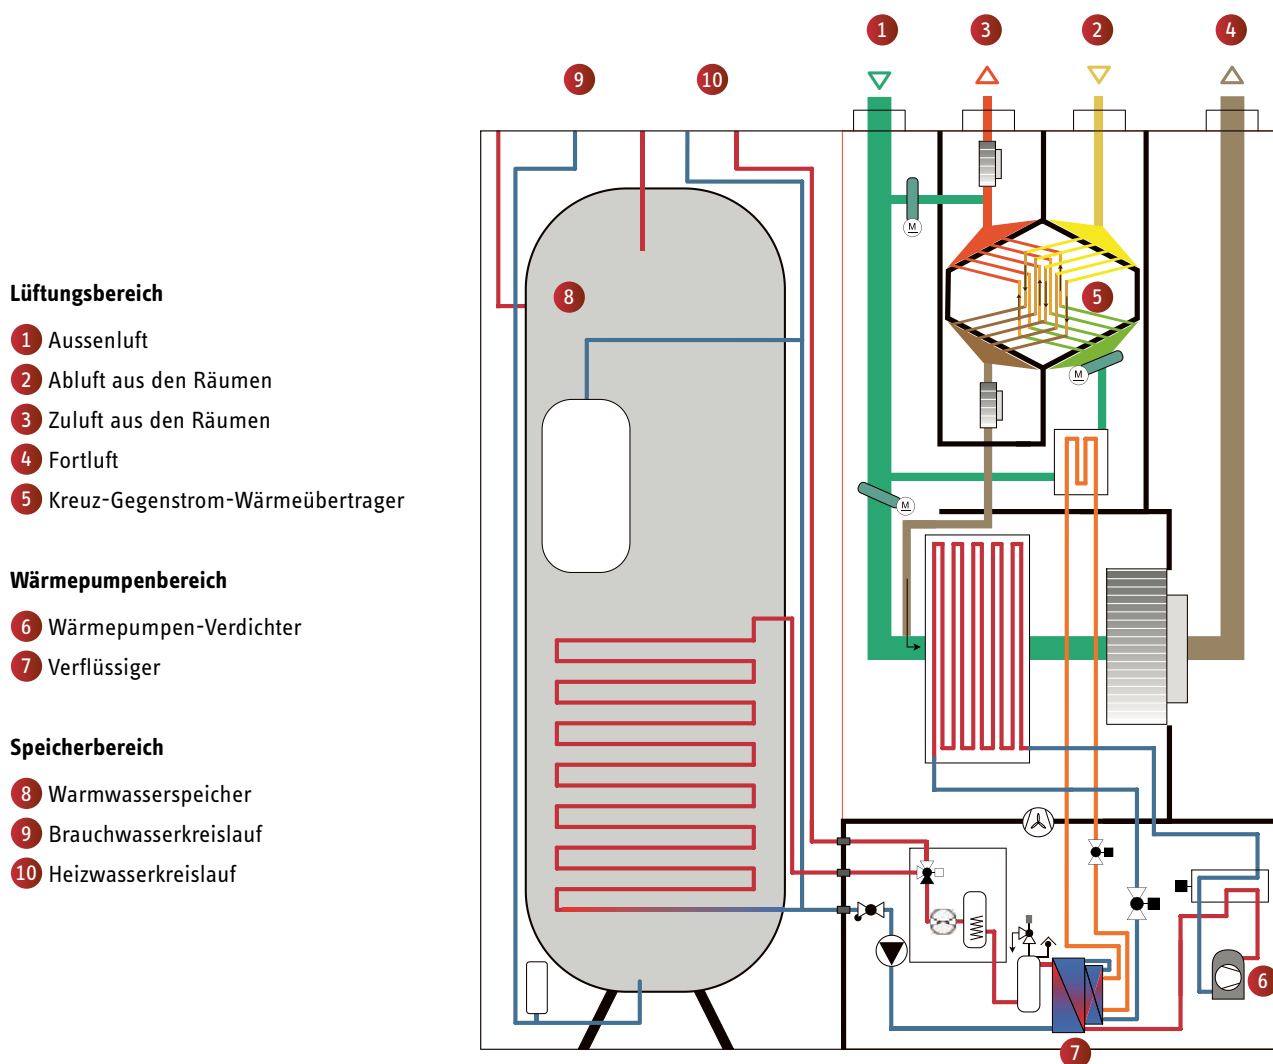 1
3
2
4
9
10
Lüftungsbereich
1 Aussenluft
2 Abluft aus den Räumen
3 Zuluft aus den Räumen
4 Fortluft
5 Kreuz-Gegenstrom-Wärmeübertrager
Wärmepumpenbereich
6 Wärmepumpen-Verdichter
7 Verflüssiger
Speicherbereich
8 Warmwasserspeicher
9 Brauchwasserkreislauf
10 Heizwasserkreislauf
M
8
5
M
M
6
7